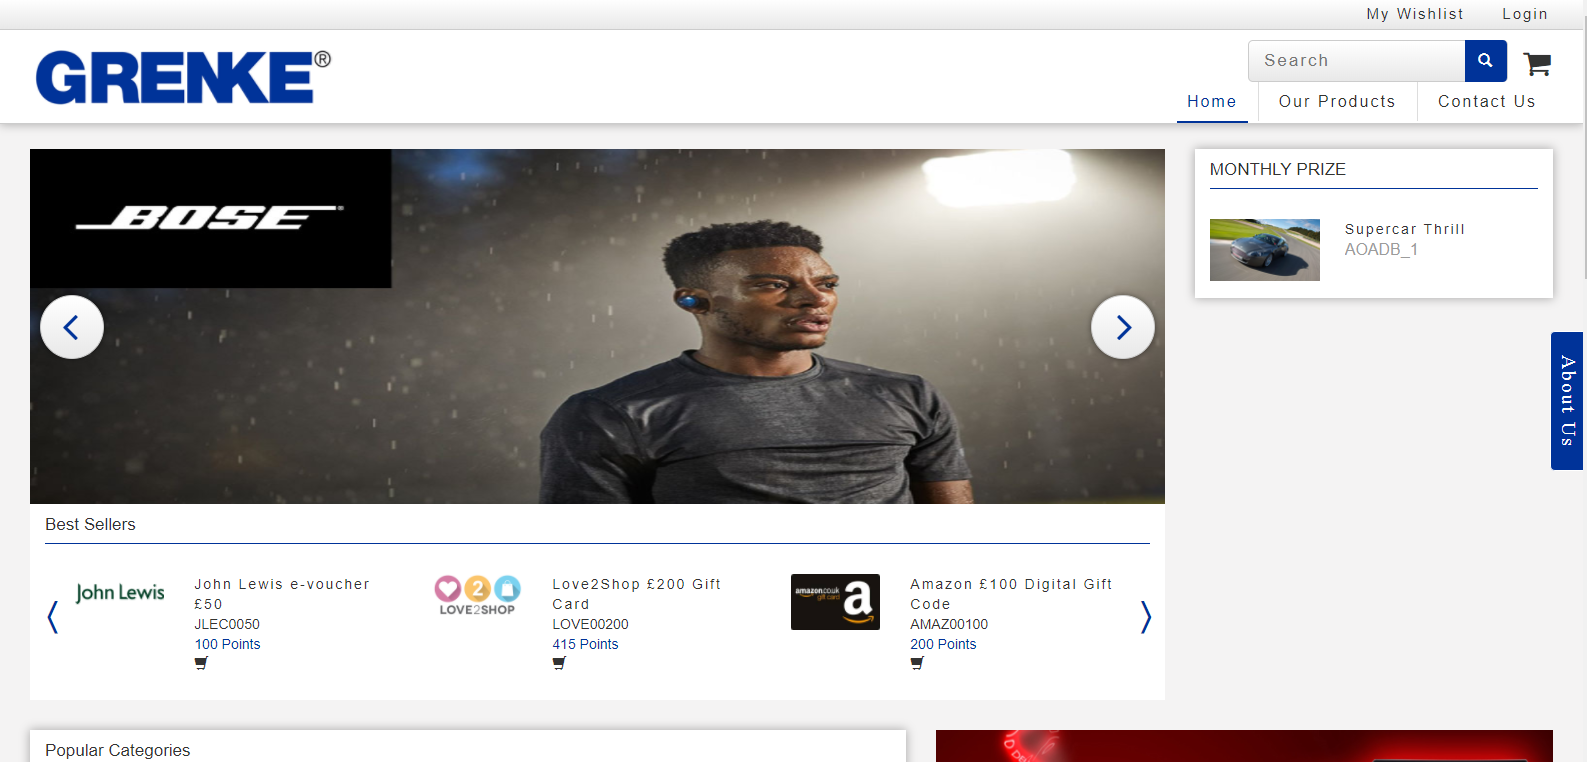 My Wishlist
Login
GRENKE®
Search
Home
Our Products
Contact Us
BOSE
MONTHLY PRIZE
Supercar Thrill
AOADB_1
About Us
Best Sellers
John Lewis
John Lewis e-voucher
£50
JLEC0050
100 Points
2
LOVE2SHOP
Love2Shop £200 Gift
Card
LOVE00200
415 Points
amazon.co.uk
gift card
a
Amazon £100 Digital Gift
Code
AMAZ00100
200 Points
Popular Categories